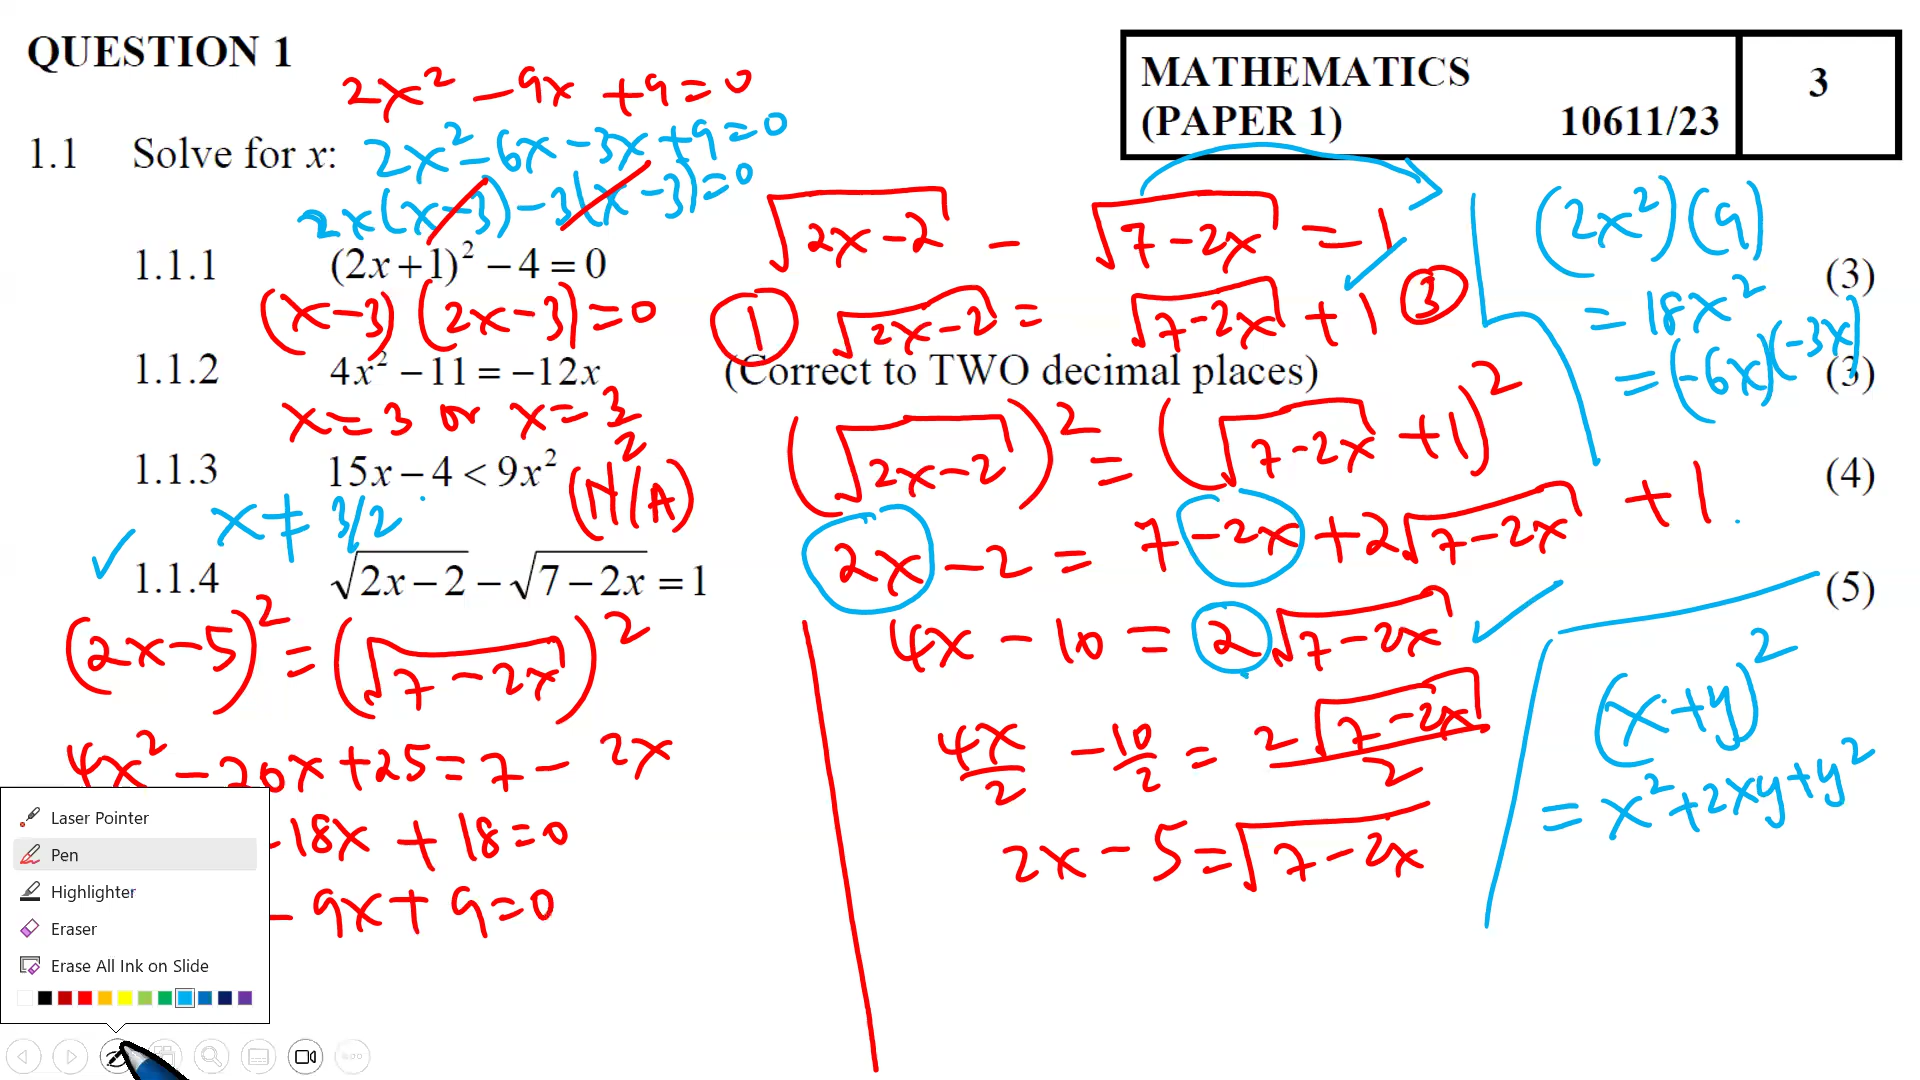 QUESTION 1
MATHEMATICS
(PAPER 1) 10611/23
3
2x² - 9x + 9 = 0
1.1 Solve for x:
2x² - 6x - 3x + 9 = 0
2x(x-3) - 3(x-3) = 0
1.1.1 (2x+1)² - 4 = 0 (3)
(x-3) (2x-3) = 0
1.1.2 4x² - 11 = -12x (Correct to TWO decimal places) (3)
x = 3 or x = 3/2
(N/A)
1.1.3 15x - 4 < 9x² (4)
x ≠ 3/2
✓
1.1.4 √(2x-2) - √(7-2x) = 1 (5)
(2x-5)² = (√(7-2x))²
4x² - 20x + 25 = 7 - 2x
-18x + 18 = 0
- 9x + 9 = 0
√(2x-2) - √(7-2x) = 1
① √(2x-2) = √(7-2x) + 1 ③
(√(2x-2))² = (√(7-2x) + 1)²
2x - 2 = 7 - 2x + 2√(7-2x) + 1
4x - 10 = 2√(7-2x) ✓
4x/2 - 10/2 = 2√(7-2x)/2
2x - 5 = √(7-2x)
(2x²)(9)
= 18x²
= (-6x)(-3x)
(x+y)²
= x² + 2xy + y²
Laser Pointer
Pen
Highlighter
Eraser
Erase All Ink on Slide